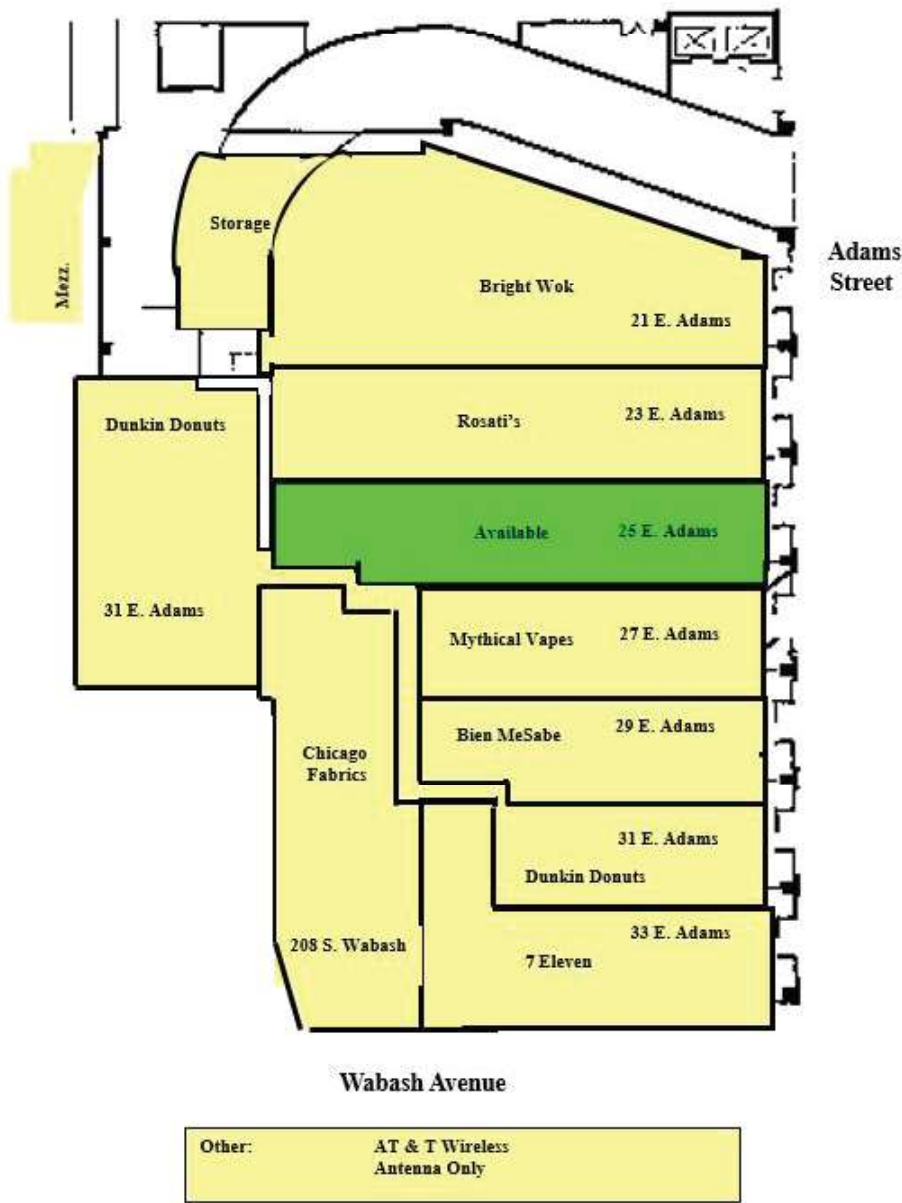 Storage
Mezz.
Adams
Street
Bright Wok
21 E. Adams
Dunkin Donuts
Rosati's
23 E. Adams
Available
25 E. Adams
31 E. Adams
Mythical Vapes
27 E. Adams
Bien MeSabe
29 E. Adams
Chicago
Fabrics
31 E. Adams
Dunkin Donuts
208 S. Wabash
33 E. Adams
7 Eleven
Wabash Avenue
Other: AT & T Wireless
Antenna Only